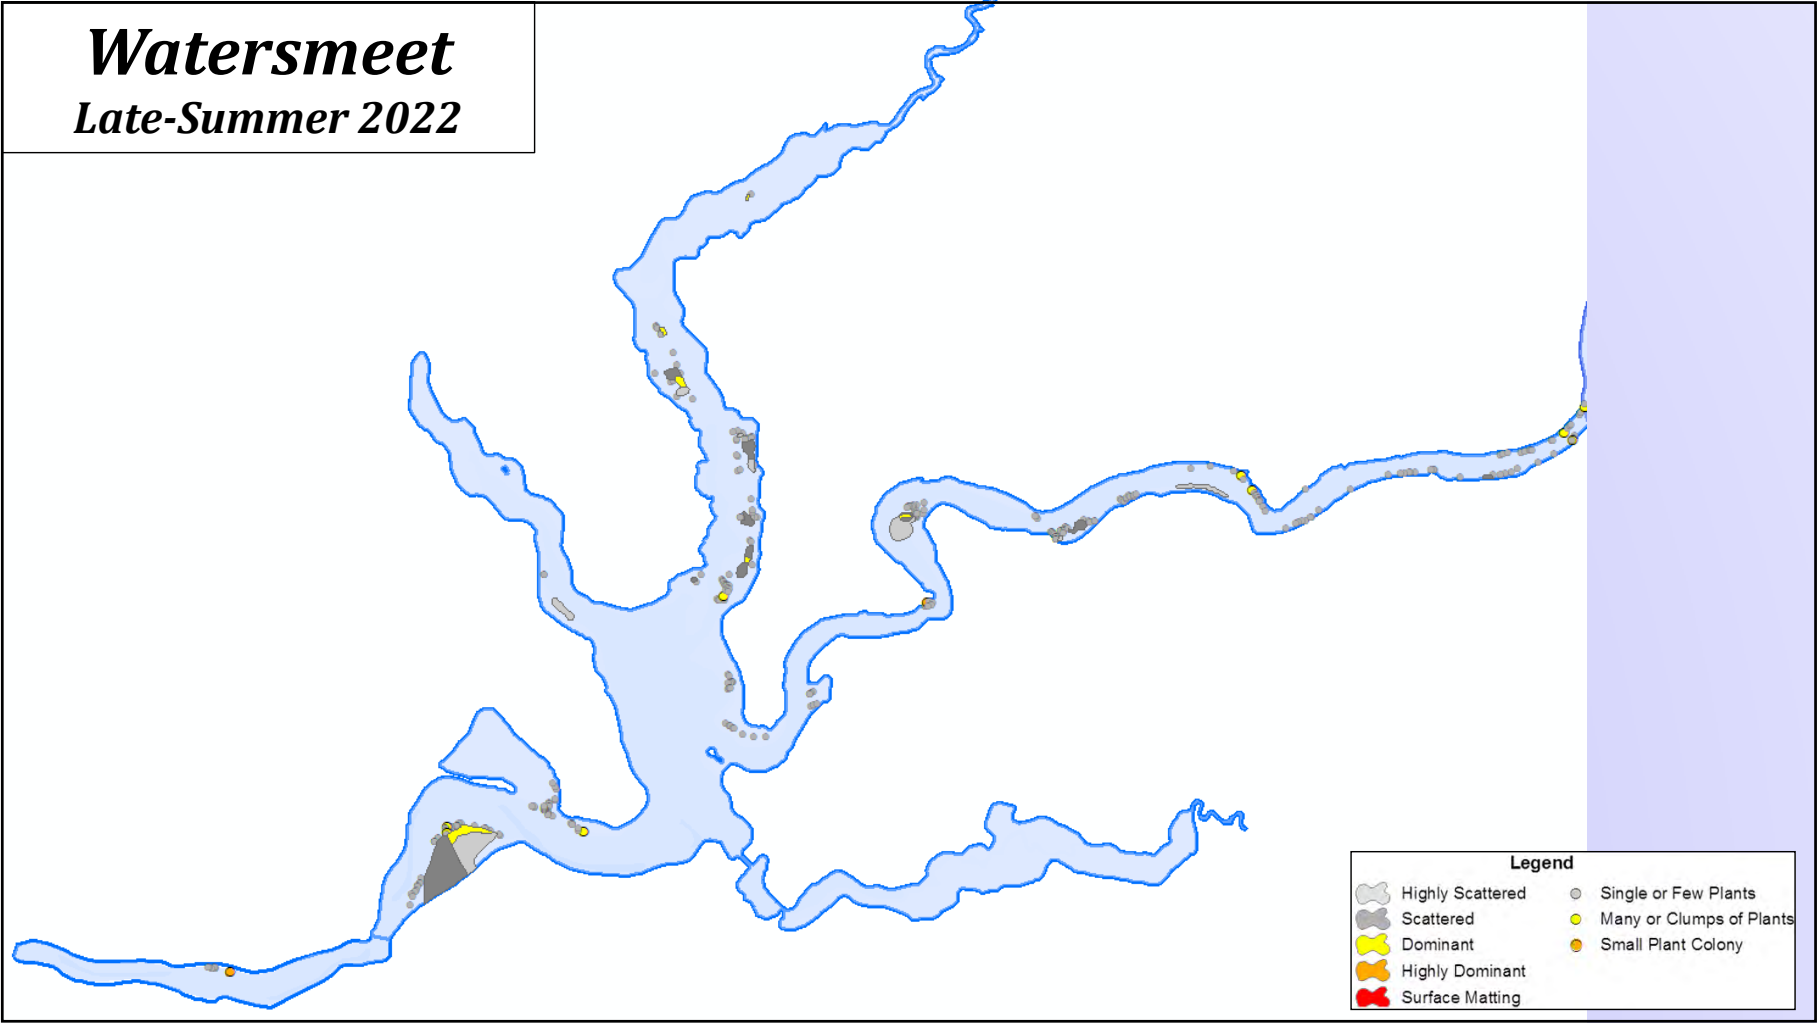 Watersmeet
Late-Summer 2022
Legend
Highly Scattered
Scattered
Dominant
Highly Dominant
Surface Matting
Single or Few Plants
Many or Clumps of Plants
Small Plant Colony